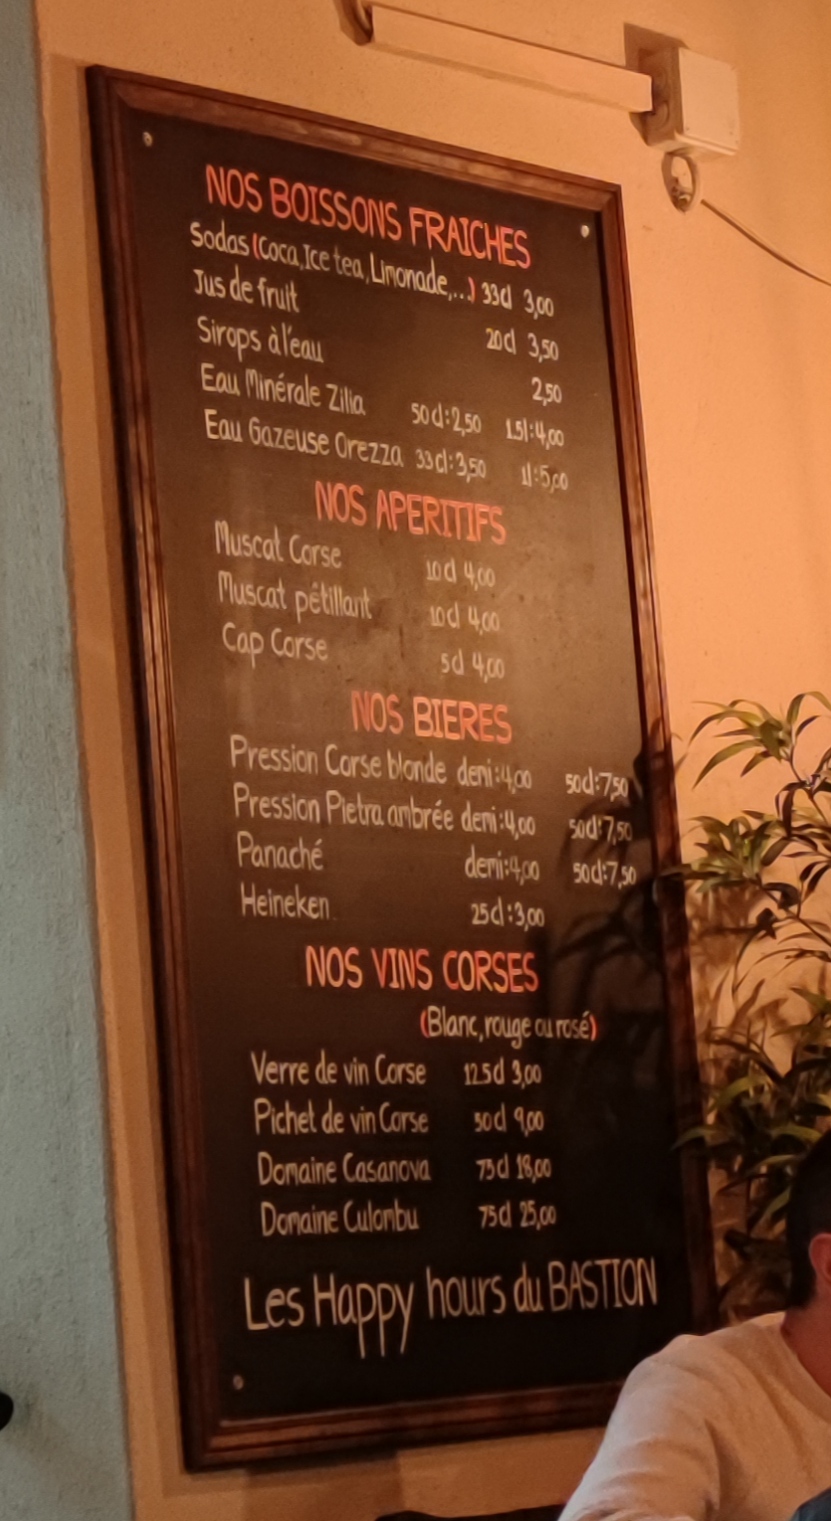 NOS BOISSONS FRAICHES
Sodas (Coca, Ice tea, Limonade,...) 33cl 3,00
Jus de fruit 20cl 3,50
Sirops à l'eau 2,50
Eau Minérale Zilia 50cl:2,50 1.5l:4,00
Eau Gazeuse Orezza 33cl:3,50 1l:5,00
NOS APERITIFS
Muscat Corse 10cl 4,00
Muscat pétillant 10cl 4,00
Cap Corse 5cl 4,00
NOS BIERES
Pression Corse blonde demi:4,00 50cl:7,50
Pression Pietra ambrée demi:4,00 50cl:7,50
Panaché demi:4,00 50cl:7,50
Heineken 25cl:3,00
NOS VINS CORSES
(Blanc, rouge ou rosé)
Verre de vin Corse 12.5cl 3,00
Pichet de vin Corse 50cl 9,00
Domaine Casanova 75cl 18,00
Domaine Culombu 75cl 25,00
Les Happy hours du BASTION